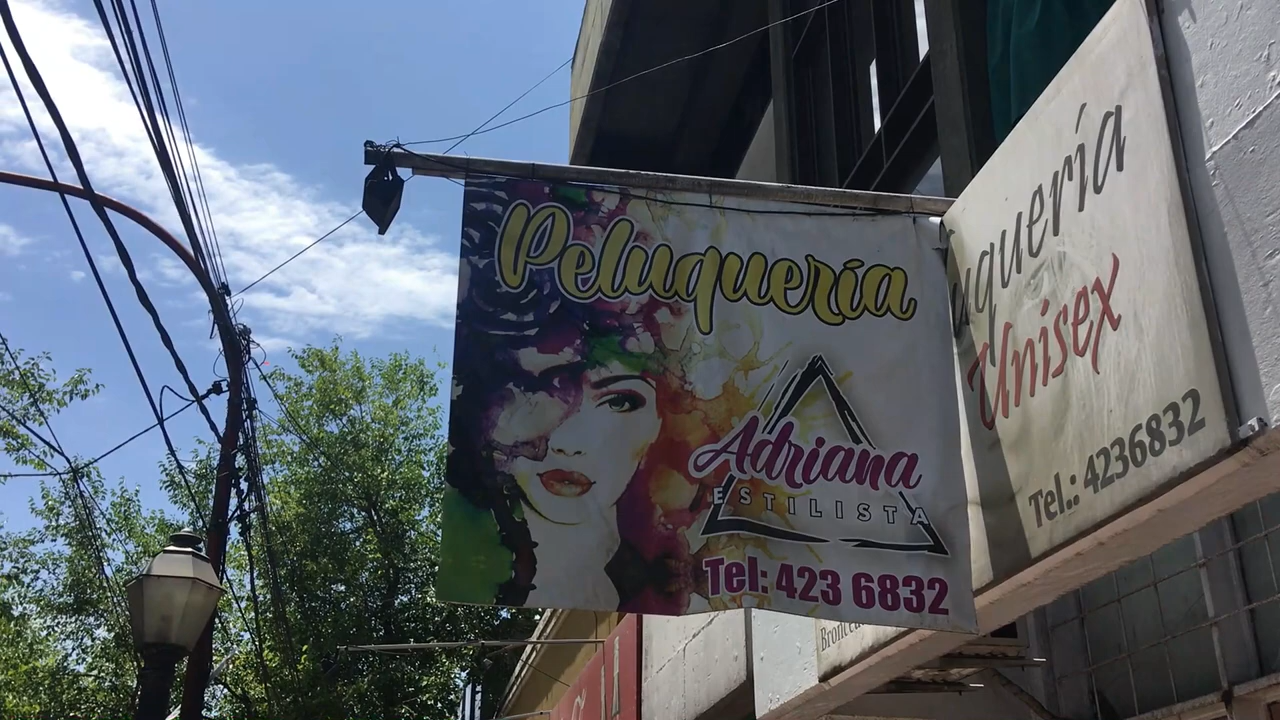 Peluquería
Adriana
ESTILISTA
Tel: 423 6832
uquería
Unisex
Tel.: 4236832